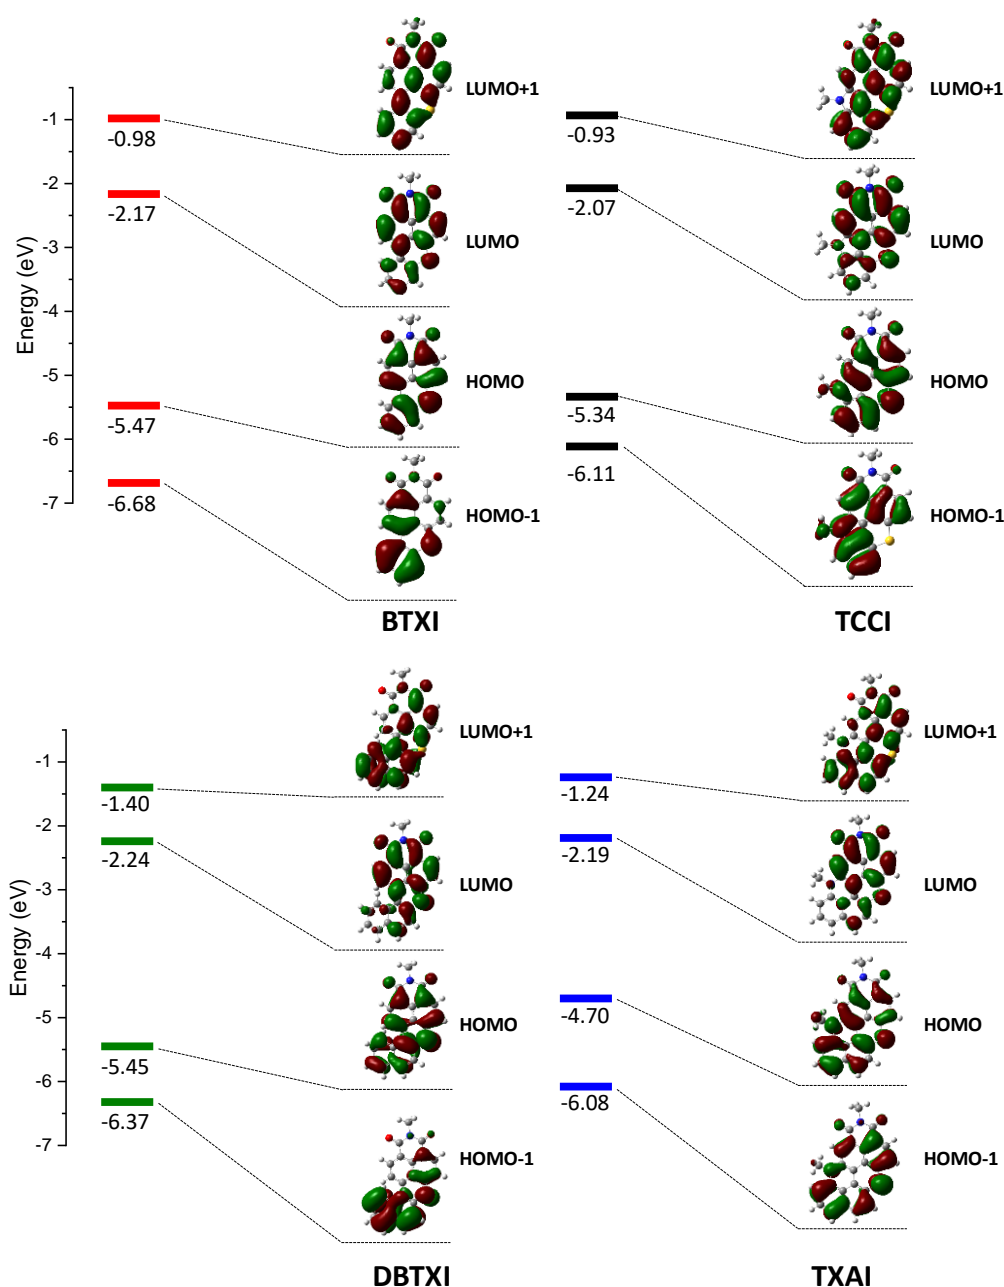 LUMO+1
LUMO+1
-1
-0.98
-0.93
-2
-2.17
-2.07
LUMO
LUMO
-3
Energy (eV)
-4
HOMO
HOMO
-5
-5.47
-5.34
-6
-6.68
-6.11
-7
HOMO-1
HOMO-1
BTXI
TCCI
LUMO+1
LUMO+1
-1
-1.40
-1.24
-2
-2.24
-2.19
LUMO
LUMO
-3
Energy (eV)
-4
HOMO
HOMO
-5
-5.45
-4.70
-6
-6.37
-6.08
-7
HOMO-1
HOMO-1
DBTXI
TXAI